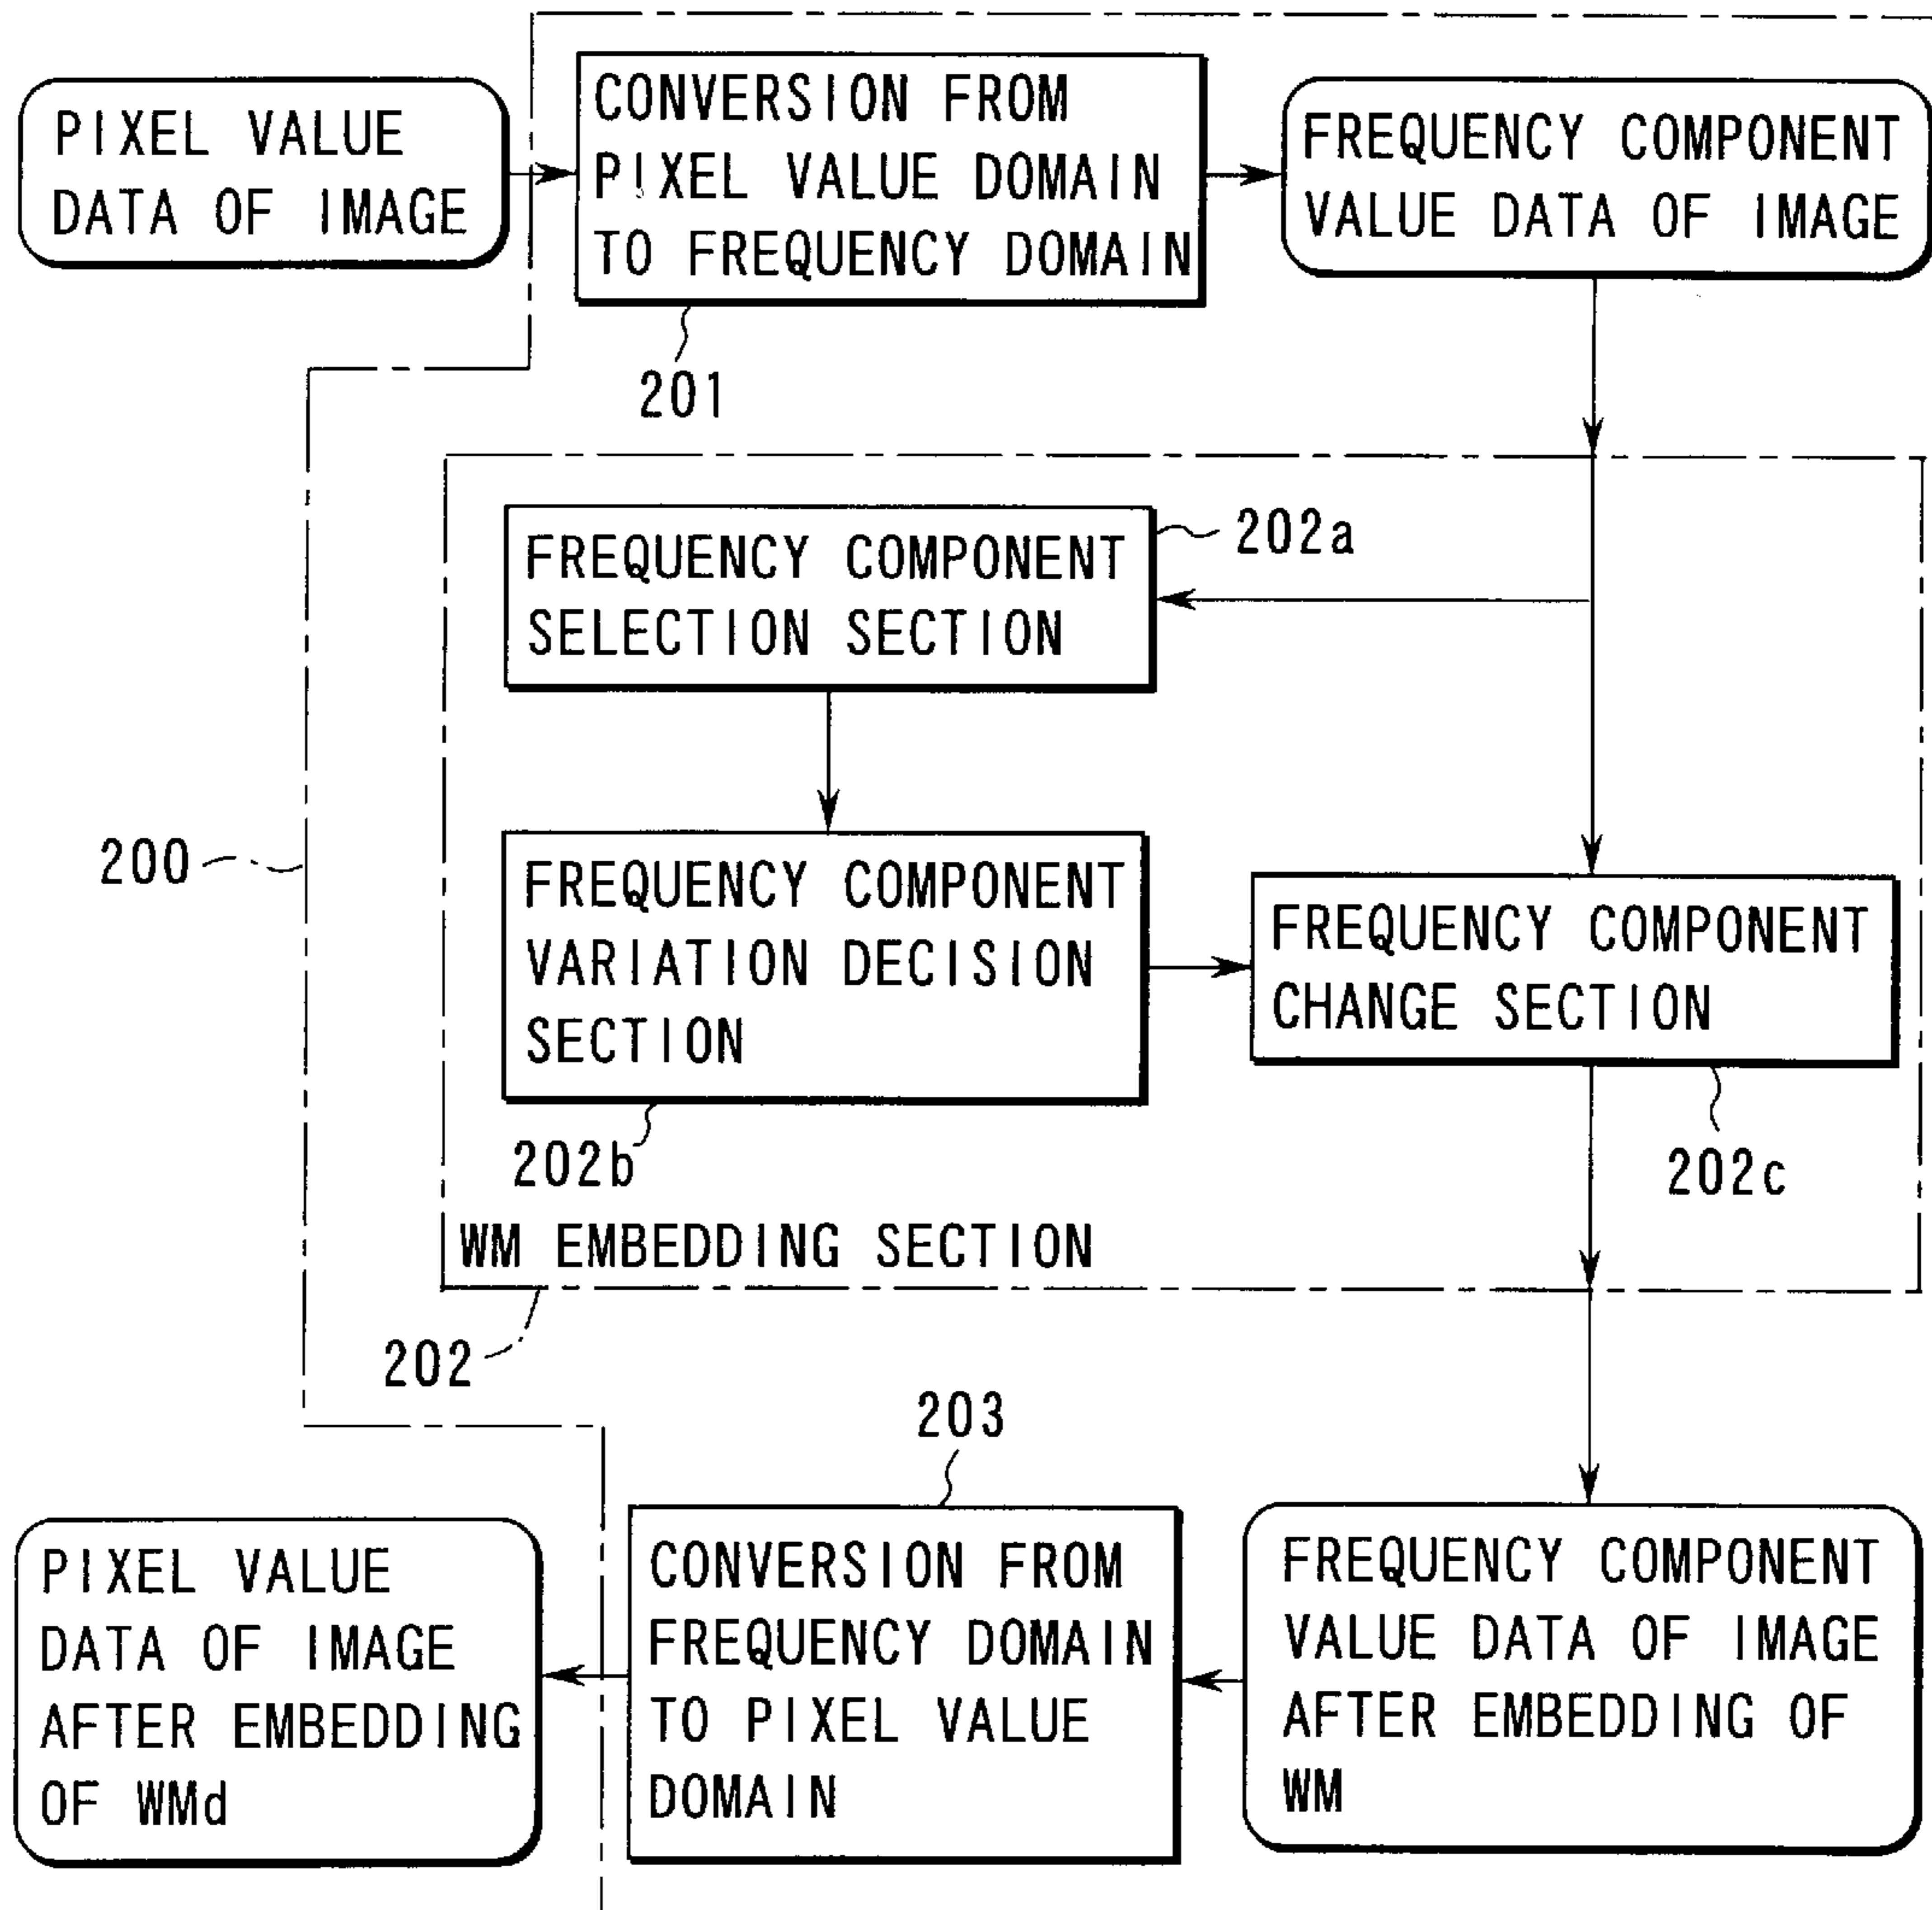 PIXEL VALUE
DATA OF IMAGE
CONVERSION FROM
PIXEL VALUE DOMAIN
TO FREQUENCY DOMAIN
FREQUENCY COMPONENT
VALUE DATA OF IMAGE
201
FREQUENCY COMPONENT
SELECTION SECTION
202a
200
FREQUENCY COMPONENT
VARIATION DECISION
SECTION
FREQUENCY COMPONENT
CHANGE SECTION
202b
202c
WM EMBEDDING SECTION
202
203
PIXEL VALUE
DATA OF IMAGE
AFTER EMBEDDING
OF WMd
CONVERSION FROM
FREQUENCY DOMAIN
TO PIXEL VALUE
DOMAIN
FREQUENCY COMPONENT
VALUE DATA OF IMAGE
AFTER EMBEDDING OF
WM